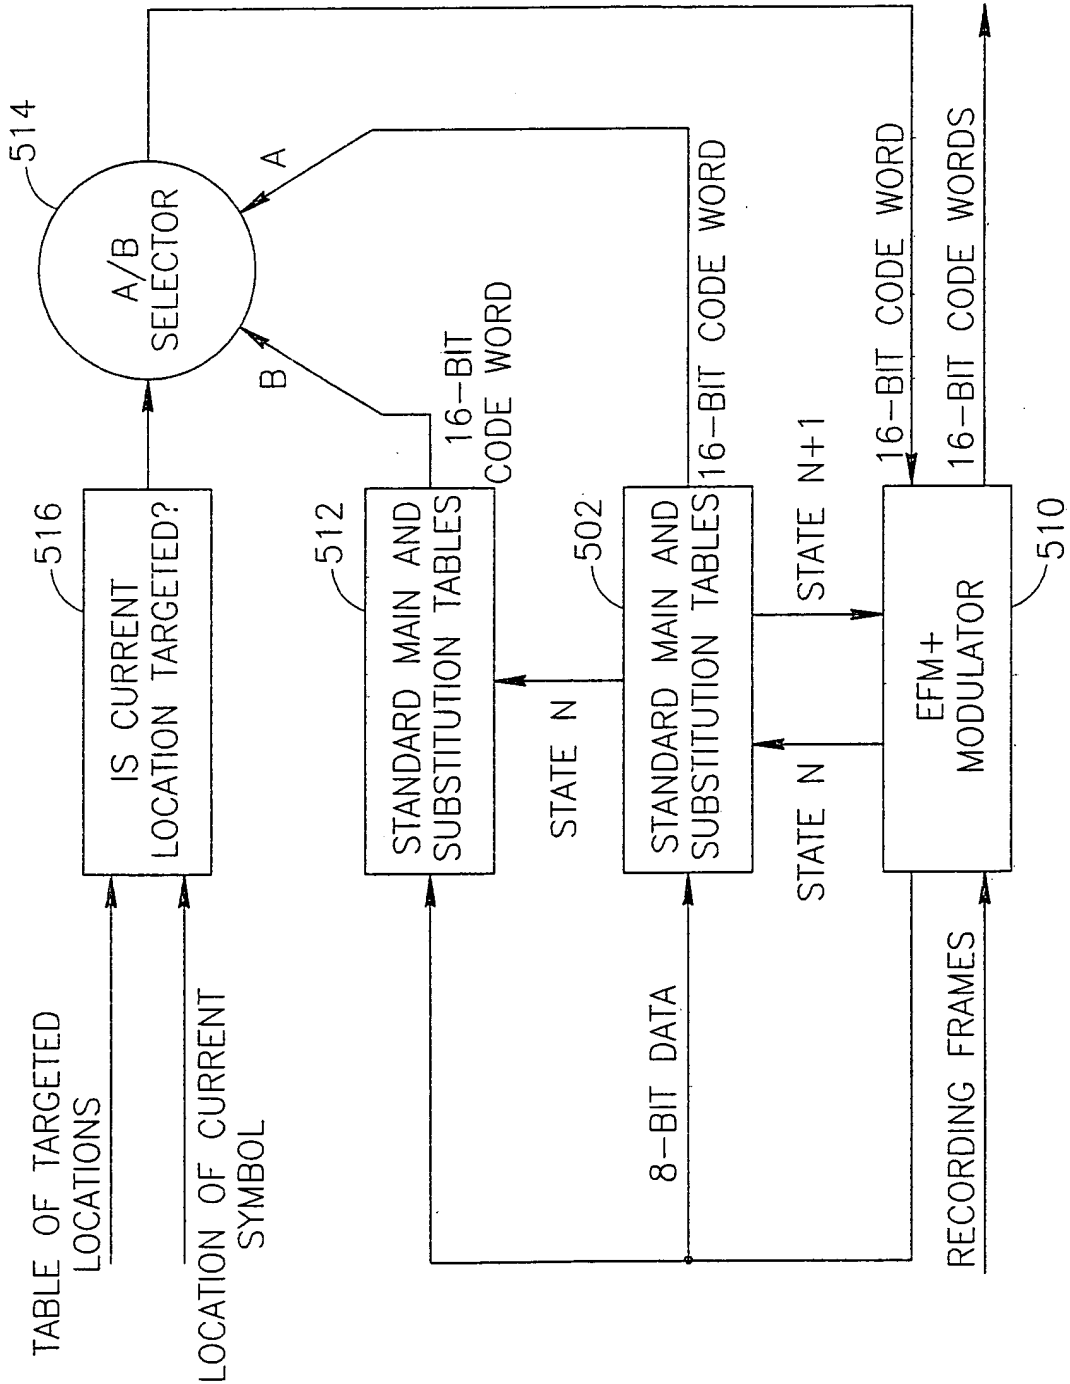 TABLE OF TARGETED
LOCATIONS
LOCATION OF CURRENT
SYMBOL
516
IS CURRENT
LOCATION TARGETED?
514
A/B
SELECTOR
B
A
512
STANDARD MAIN AND
SUBSTITUTION TABLES
16-BIT
CODE WORD
STATE N
502
STANDARD MAIN AND
SUBSTITUTION TABLES
16-BIT CODE WORD
8-BIT DATA
STATE N
STATE N+1
16-BIT CODE WORD
RECORDING FRAMES
EFM+
MODULATOR
510
16-BIT CODE WORDS